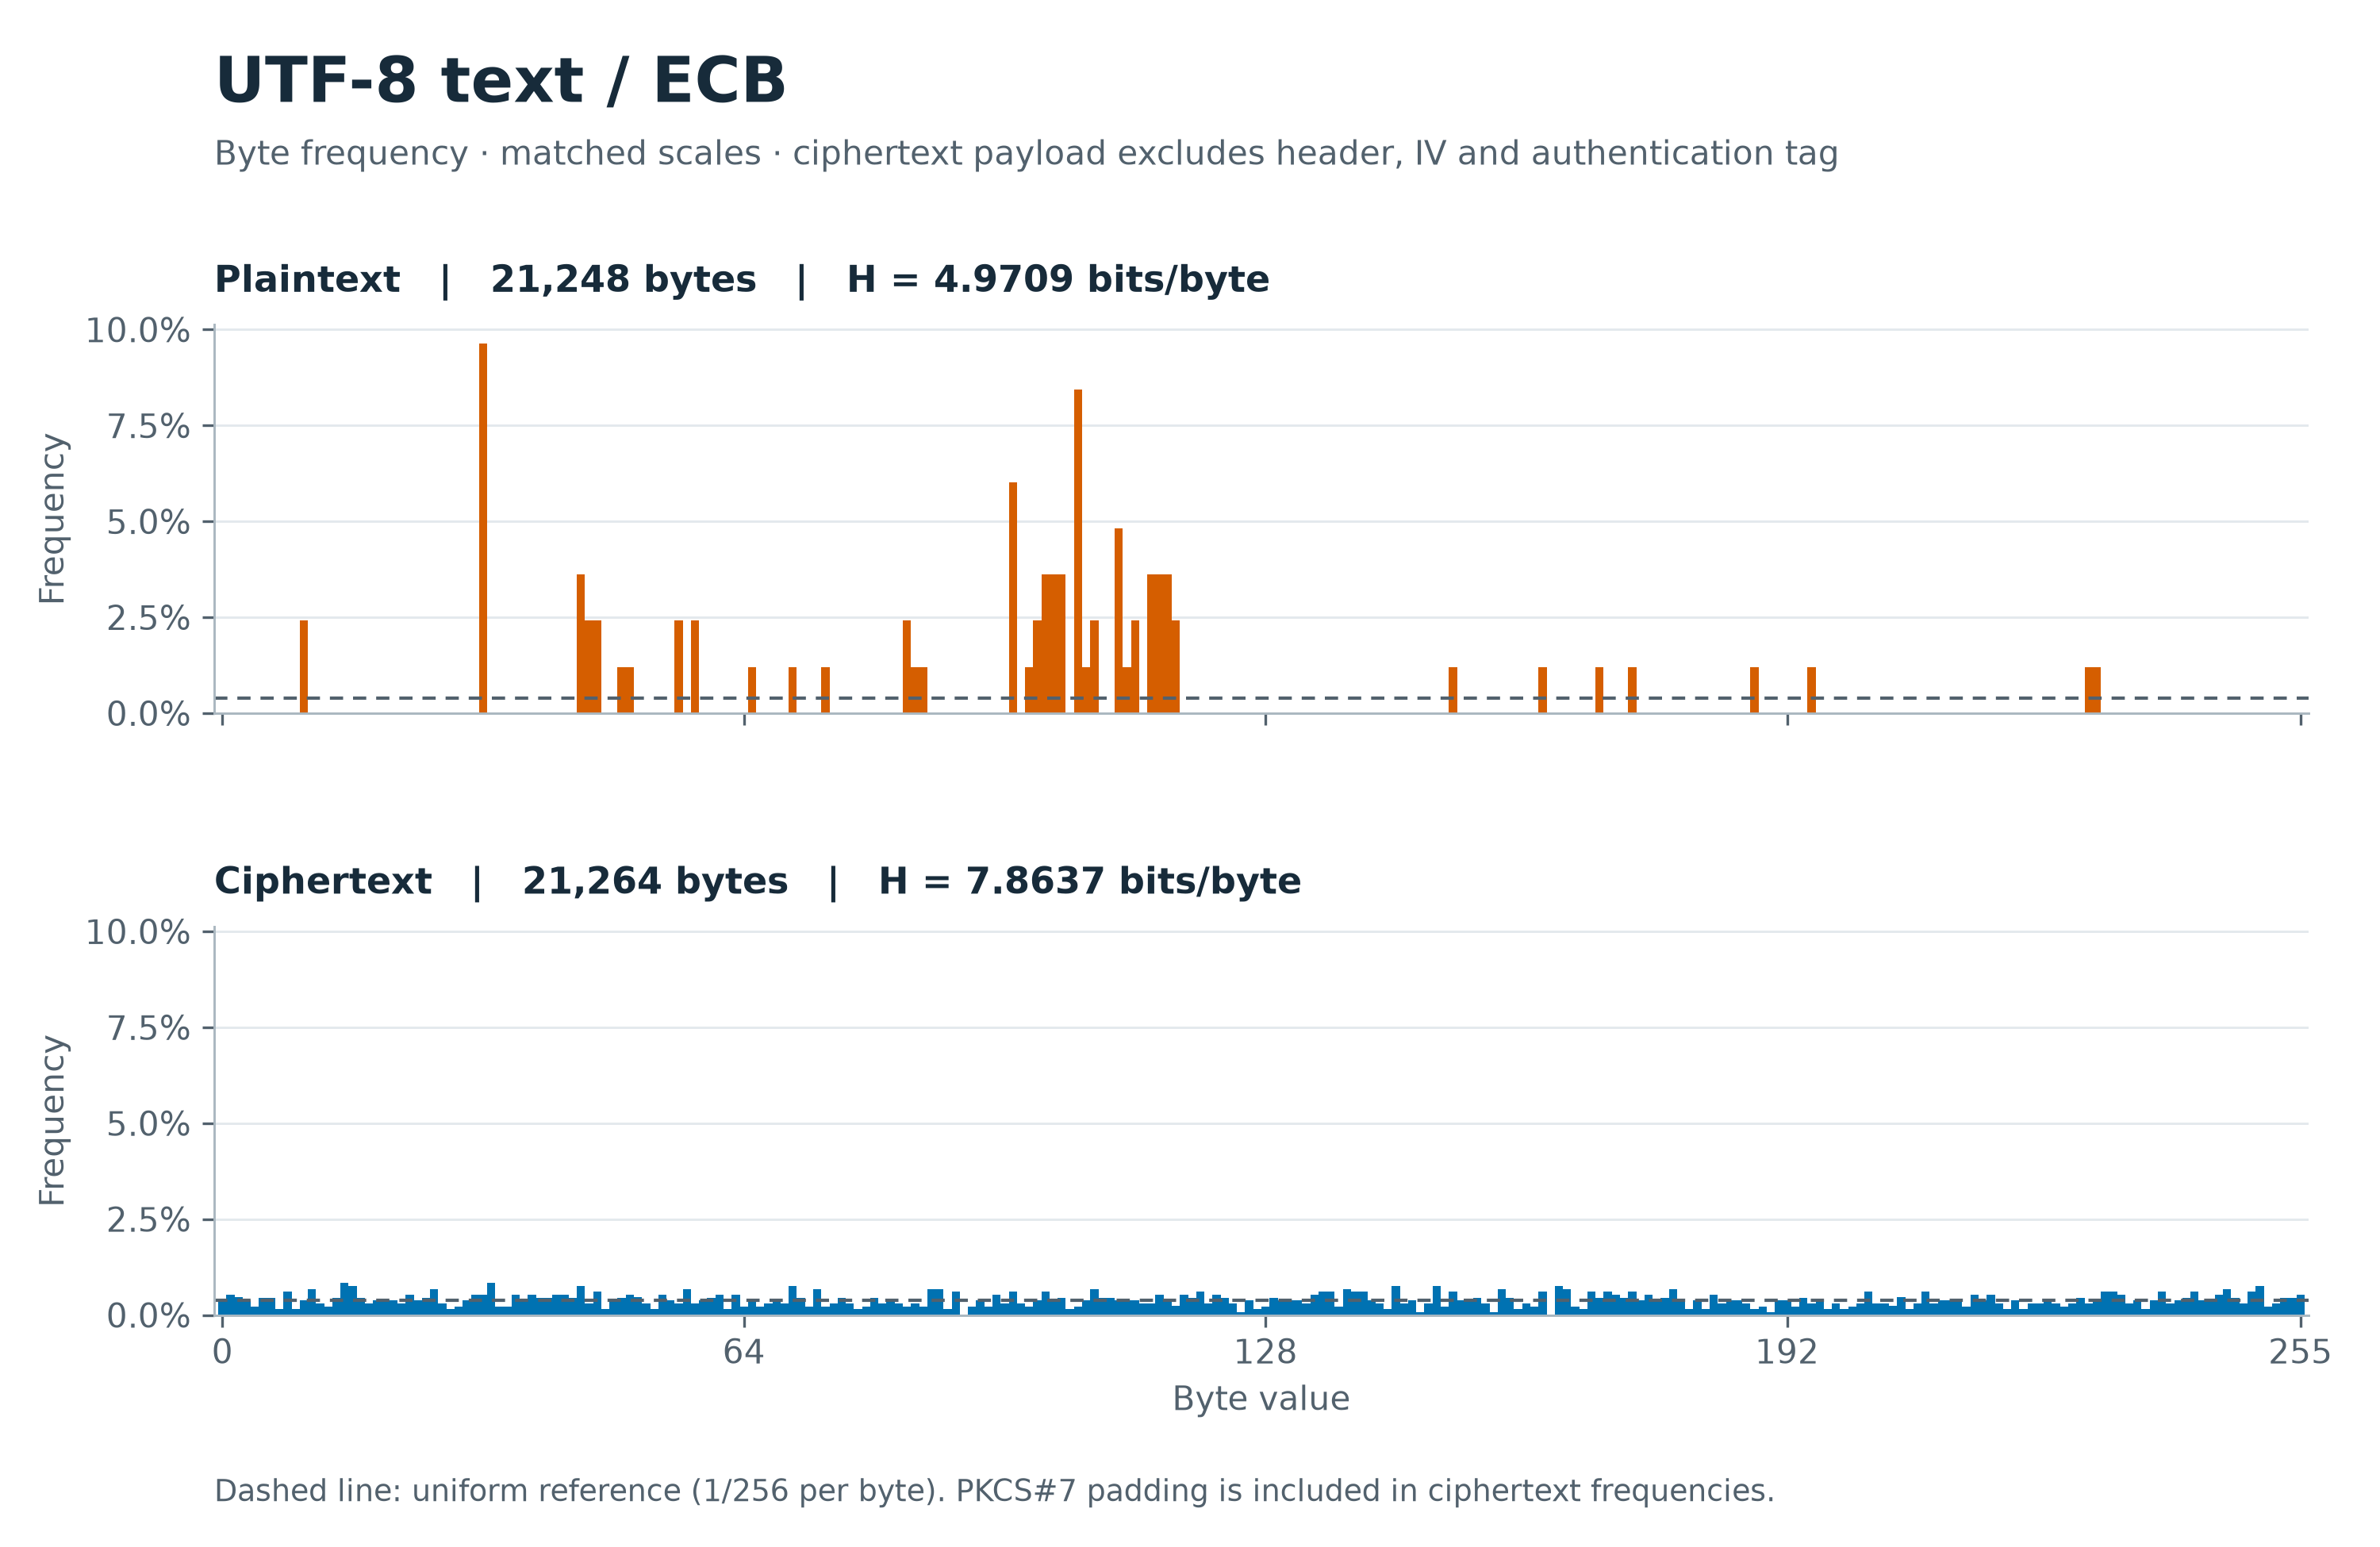 UTF-8 text / ECB
Byte frequency · matched scales · ciphertext payload excludes header, IV and authentication tag
Plaintext | 21,248 bytes | H = 4.9709 bits/byte
10.0%
7.5%
5.0%
2.5%
0.0%
Frequency
Ciphertext | 21,264 bytes | H = 7.8637 bits/byte
10.0%
7.5%
5.0%
2.5%
0.0%
Frequency
0 64 128 192 255
Byte value
Dashed line: uniform reference (1/256 per byte). PKCS#7 padding is included in ciphertext frequencies.